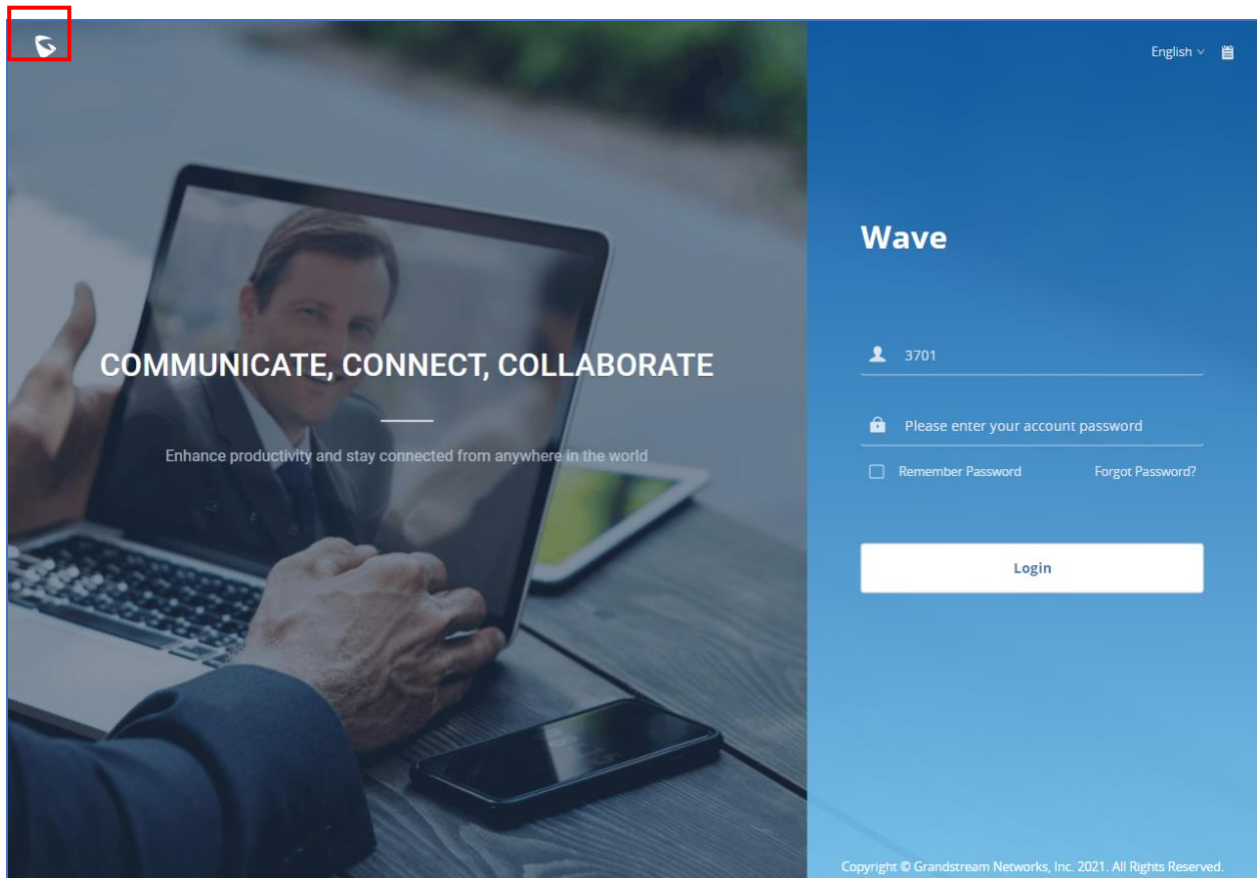 English
Wave
3701
COMMUNICATE, CONNECT, COLLABORATE
Please enter your account password
Enhance productivity and stay connected from anywhere in the world
Remember Password Forgot Password?
Login
Copyright © Grandstream Networks, Inc. 2021. All Rights Reserved.